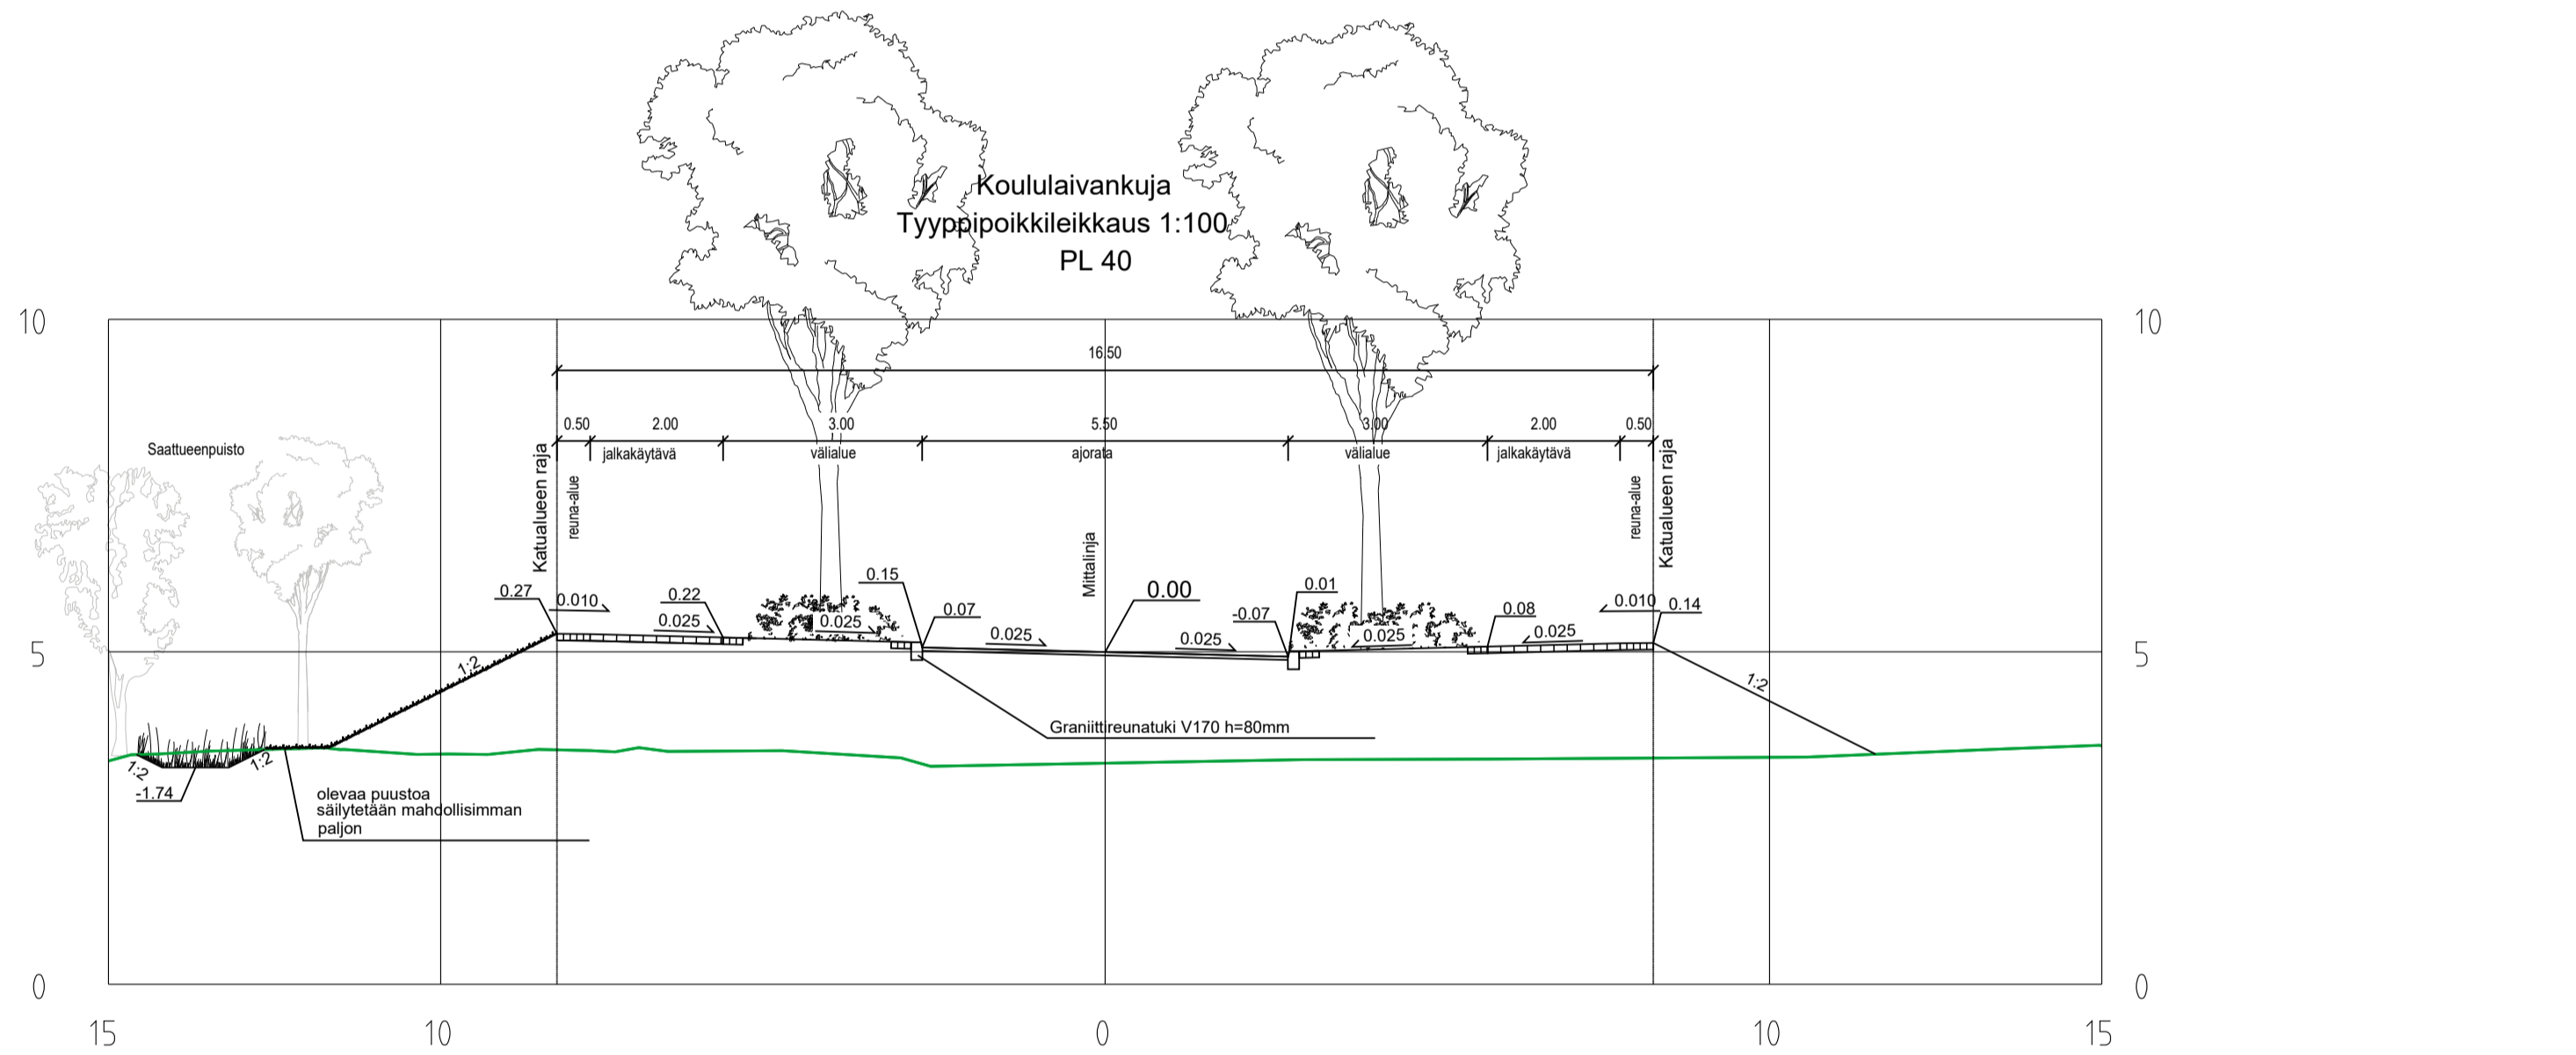 Koululaivankuja
Tyyppipoikkileikkaus 1:100
PL 40
10
10
16.50
0.50 2.00 3.00 5.50 3.00 2.00 0.50
Saattueenpuisto
jalkakäytävä välialue ajorata välialue jalkakäytävä
Katualueen raja
reuna-alue
Mittalinja
reuna-alue
Katualueen raja
0.27
0.010
0.22
0.025
0.025
0.15
0.07
0.025
0.00
0.025
-0.07
0.01
0.025
0.08
0.025
0.010
0.14
5
5
1:2
1:2
Graniittireunatuki V170 h=80mm
1:2
1:2
-1.74
olevaa puustoa
säilytetään mahdollisimman
paljon
0
0
15 10 0 10 15